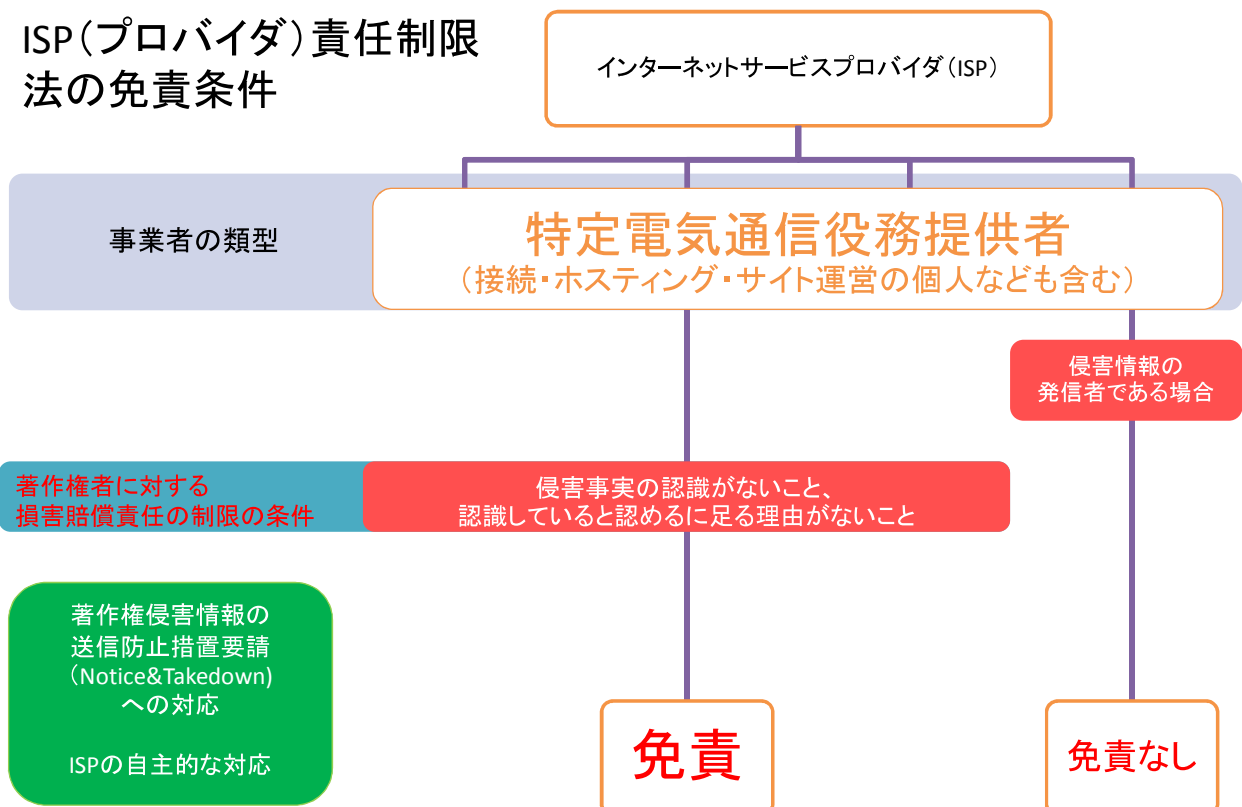 ISP(プロバイダ)責任制限
法の免責条件
インターネットサービスプロバイダ(ISP)
事業者の類型
特定電気通信役務提供者
(接続・ホスティング・サイト運営の個人なども含む)
侵害情報の
発信者である場合
著作権者に対する
損害賠償責任の制限の条件
侵害事実の認識がないこと、
認識していると認めるに足る理由がないこと
著作権侵害情報の
送信防止措置要請
(Notice&Takedown)
への対応
ISPの自主的な対応
免責
免責なし